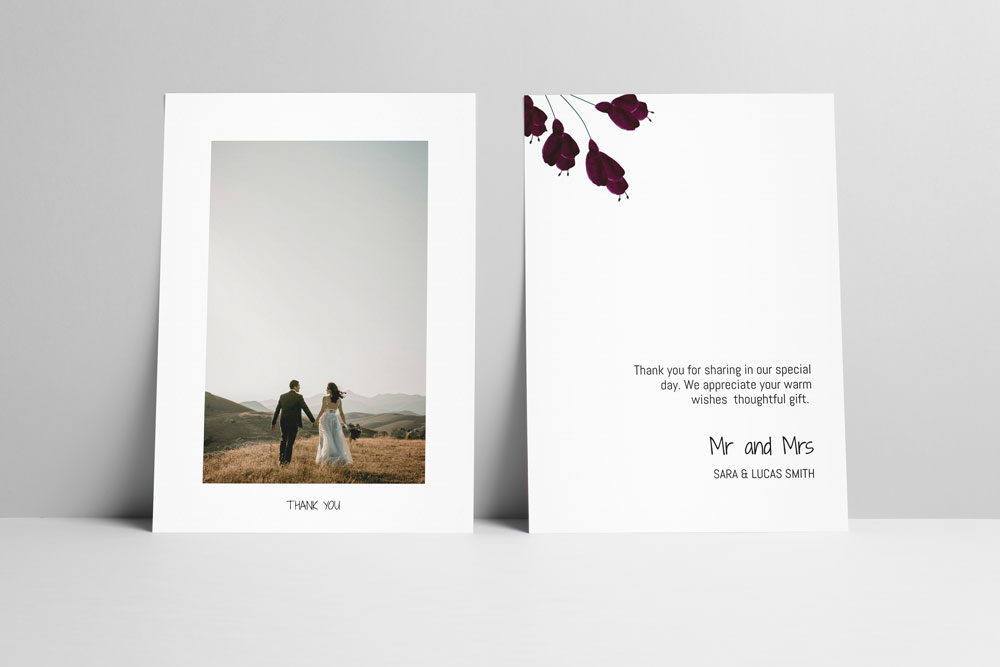 THANK YOU
Thank you for sharing in our special
day. We appreciate your warm
wishes  thoughtful gift.
Mr and Mrs
SARA & LUCAS SMITH